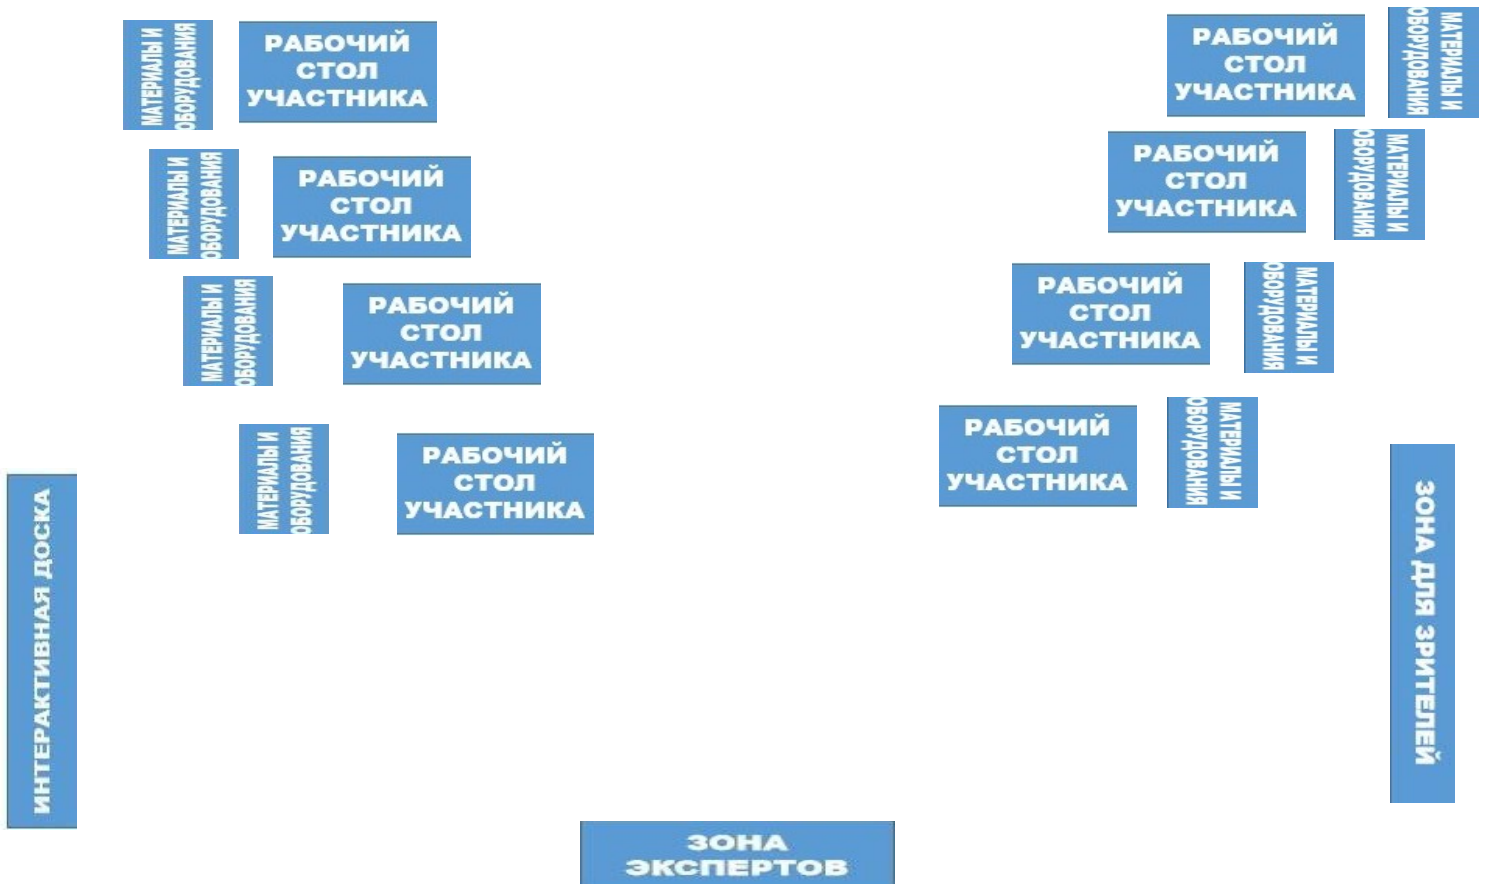 МАТЕРИАЛЫ И
ОБОРУДОВАНИЯ
РАБОЧИЙ
СТОЛ
УЧАСТНИКА
РАБОЧИЙ
СТОЛ
УЧАСТНИКА
МАТЕРИАЛЫ И
ОБОРУДОВАНИЯ
МАТЕРИАЛЫ И
ОБОРУДОВАНИЯ
РАБОЧИЙ
СТОЛ
УЧАСТНИКА
РАБОЧИЙ
СТОЛ
УЧАСТНИКА
МАТЕРИАЛЫ И
ОБОРУДОВАНИЯ
МАТЕРИАЛЫ И
ОБОРУДОВАНИЯ
РАБОЧИЙ
СТОЛ
УЧАСТНИКА
РАБОЧИЙ
СТОЛ
УЧАСТНИКА
МАТЕРИАЛЫ И
ОБОРУДОВАНИЯ
МАТЕРИАЛЫ И
ОБОРУДОВАНИЯ
РАБОЧИЙ
СТОЛ
УЧАСТНИКА
РАБОЧИЙ
СТОЛ
УЧАСТНИКА
МАТЕРИАЛЫ И
ОБОРУДОВАНИЯ
ИНТЕРАКТИВНАЯ ДОСКА
ЗОНА ДЛЯ ЗРИТЕЛЕЙ
ЗОНА
ЭКСПЕРТОВ